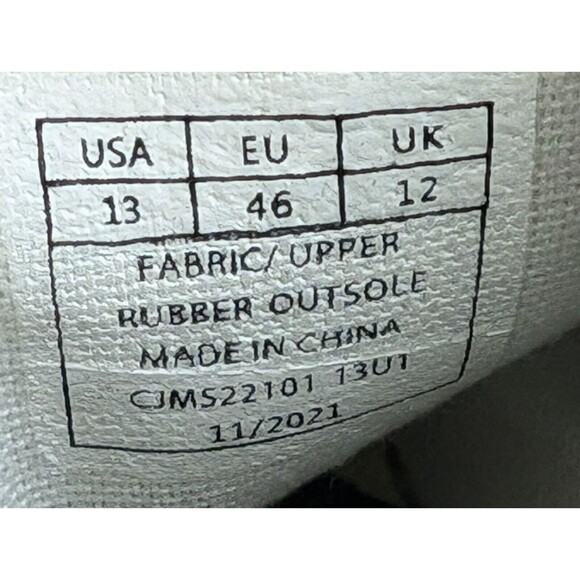 USA EU UK
13 46 12
FABRIC/UPPER
RUBBER OUTSOLE
MADE IN CHINA
CJMS22101 13U1
11/2021